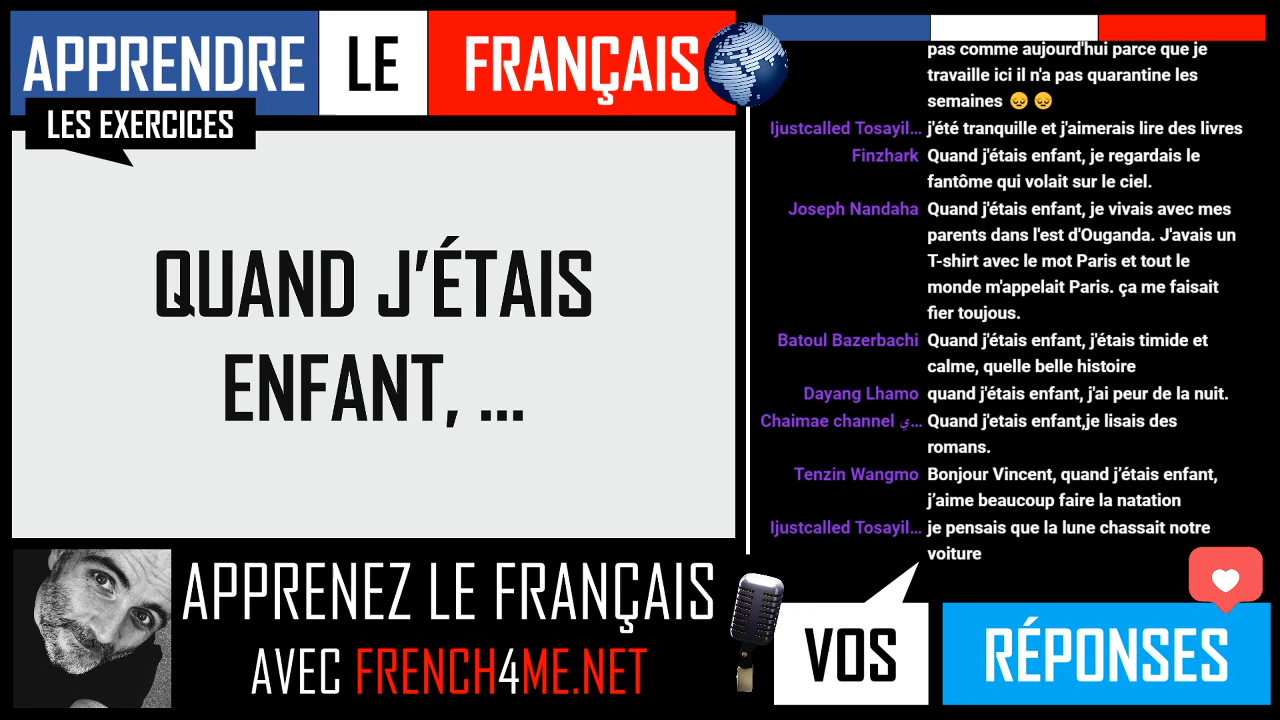 APPRENDRE LE FRANÇAIS
LES EXERCICES
QUAND J'ÉTAIS
ENFANT, ...
APPRENEZ LE FRANÇAIS
AVEC FRENCH4ME.NET
pas comme aujourd'hui parce que je
travaille ici il n'a pas quarantine les
semaines 😔 😔
Ijustcalled Tosayil... j'été tranquille et j'aimerais lire des livres
Finzhark Quand j'étais enfant, je regardais le
fantôme qui volait sur le ciel.
Joseph Nandaha Quand j'étais enfant, je vivais avec mes
parents dans l'est d'Ouganda. J'avais un
T-shirt avec le mot Paris et tout le
monde m'appelait Paris. ça me faisait
fier toujous.
Batoul Bazerbachi Quand j'étais enfant, j'étais timide et
calme, quelle belle histoire
Dayang Lhamo quand j'étais enfant, j'ai peur de la nuit.
Chaimae channel ي... Quand j'etais enfant,je lisais des
romans.
Tenzin Wangmo Bonjour Vincent, quand j’étais enfant,
j’aime beaucoup faire la natation
Ijustcalled Tosayil... je pensais que la lune chassait notre
voiture
VOS RÉPONSES